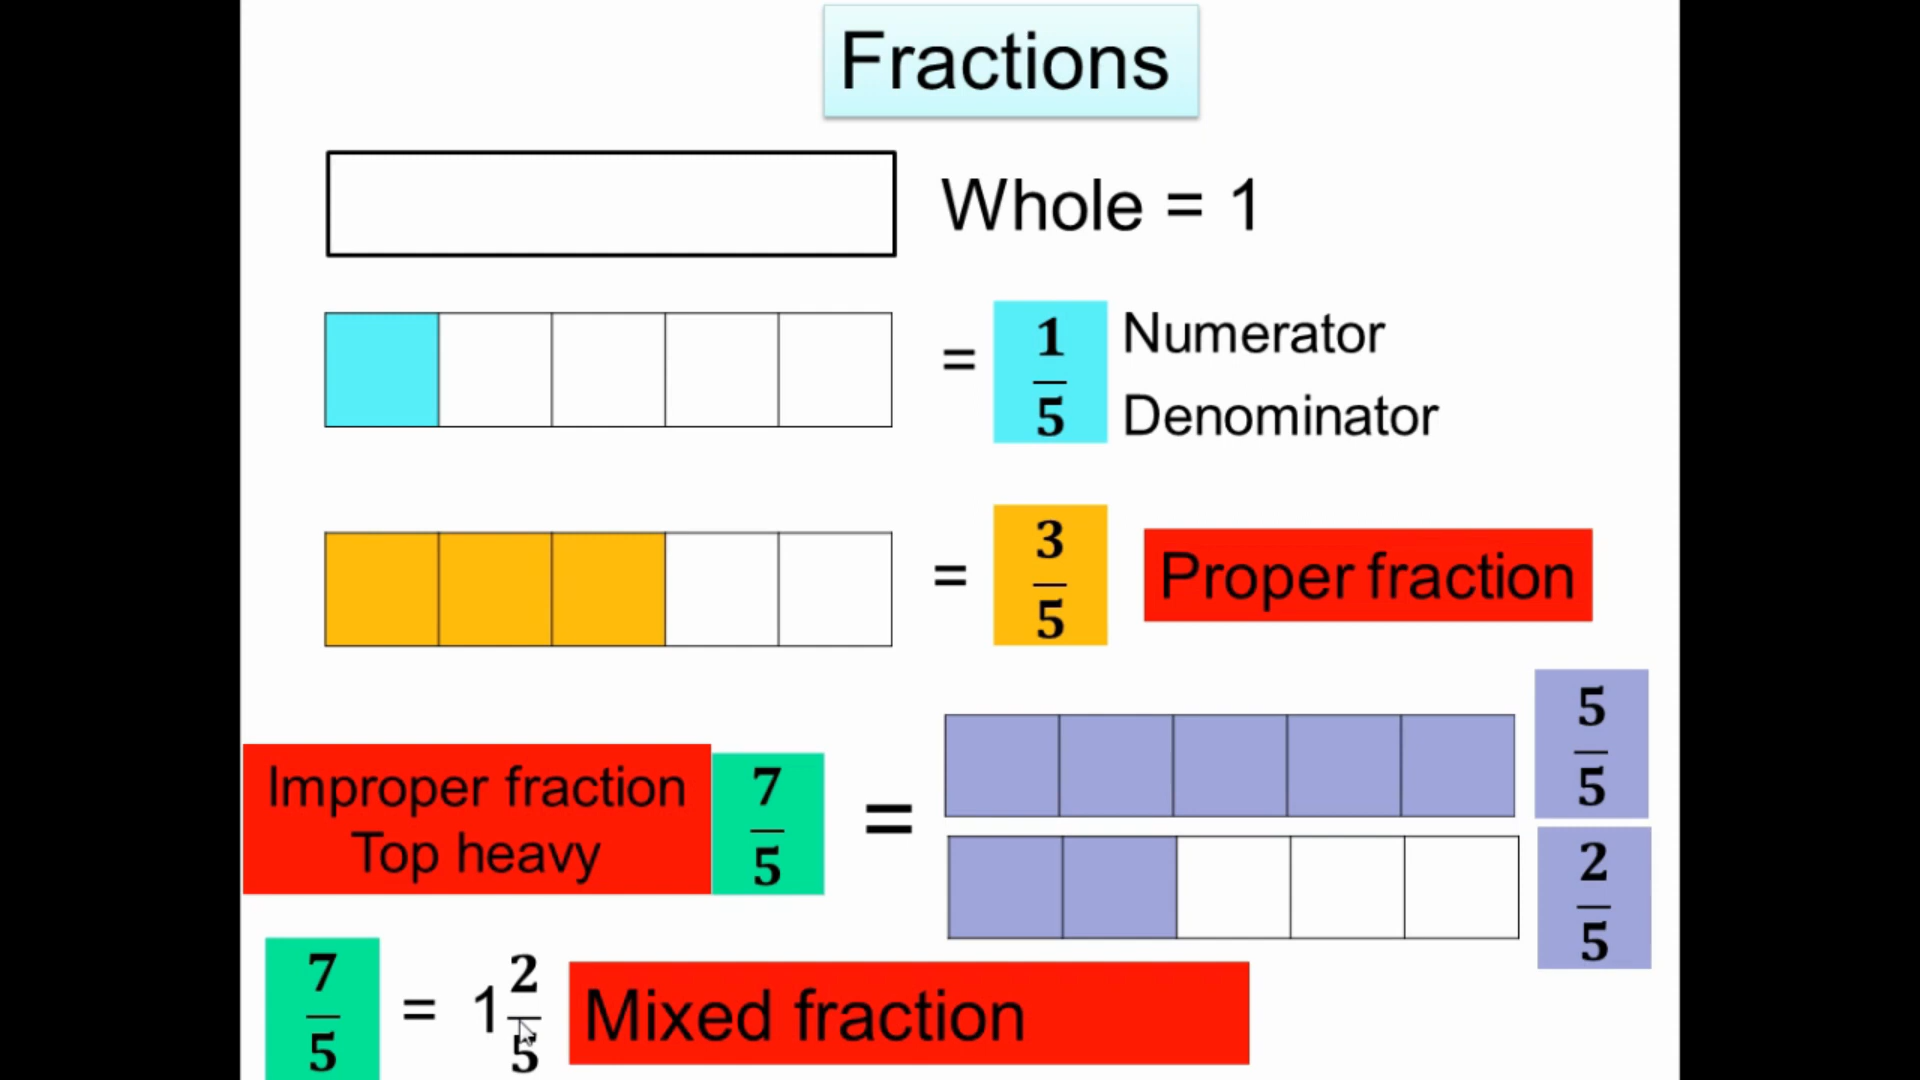 Fractions
Whole = 1
= 1/5 Numerator
Denominator
= 3/5 Proper fraction
Improper fraction
Top heavy
7/5 = 5/5
2/5
7/5 = 1 2/5 Mixed fraction